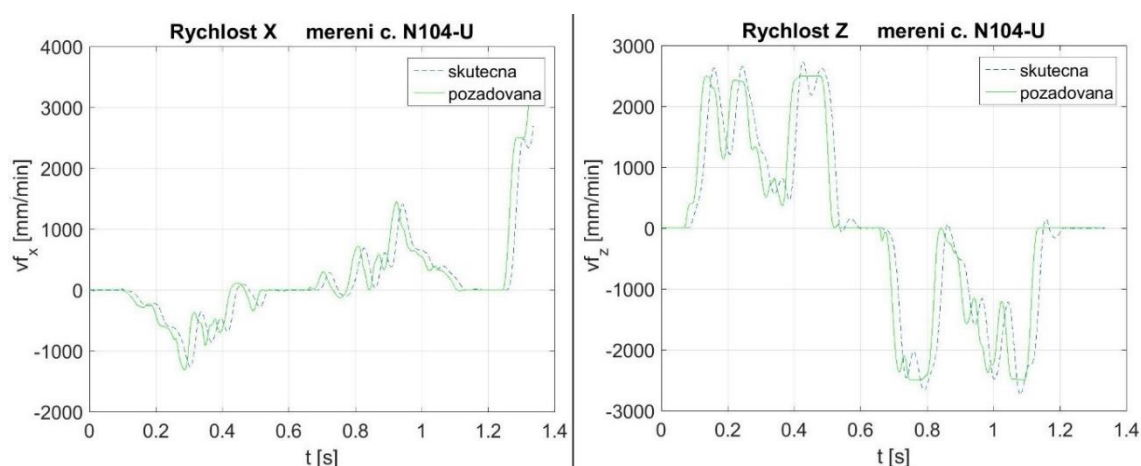 Rychlost X mereni c. N104-U
skutecna
pozadovana
4000
3000
2000
1000
0
-1000
-2000
vf_x [mm/min]
0 0.2 0.4 0.6 0.8 1 1.2 1.4
t [s]
Rychlost Z mereni c. N104-U
skutecna
pozadovana
3000
2000
1000
0
-1000
-2000
-3000
vf_z [mm/min]
0 0.2 0.4 0.6 0.8 1 1.2 1.4
t [s]